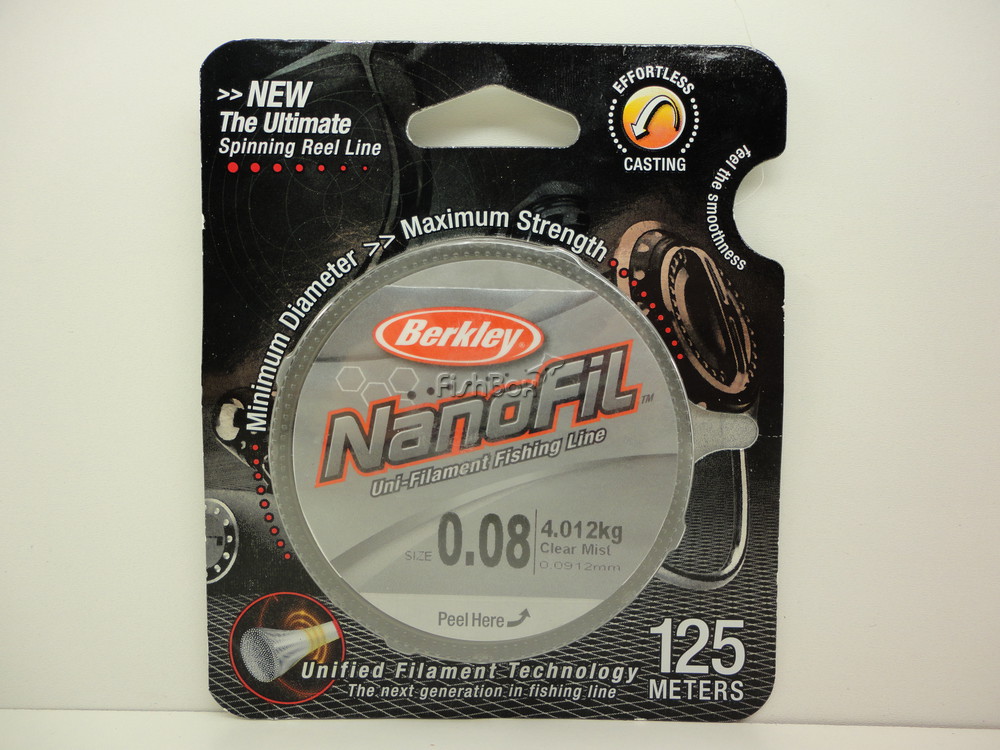 >> NEW
The Ultimate
Spinning Reel Line
EFFORTLESS
CASTING
feel the smoothness
Minimum Diameter >> Maximum Strength
Berkley
FishBox
NanoFil™
Uni-Filament Fishing Line
SIZE 0.08
4.012kg
Clear Mist
0.0912mm
Peel Here
125
METERS
Unified Filament Technology
The next generation in fishing line